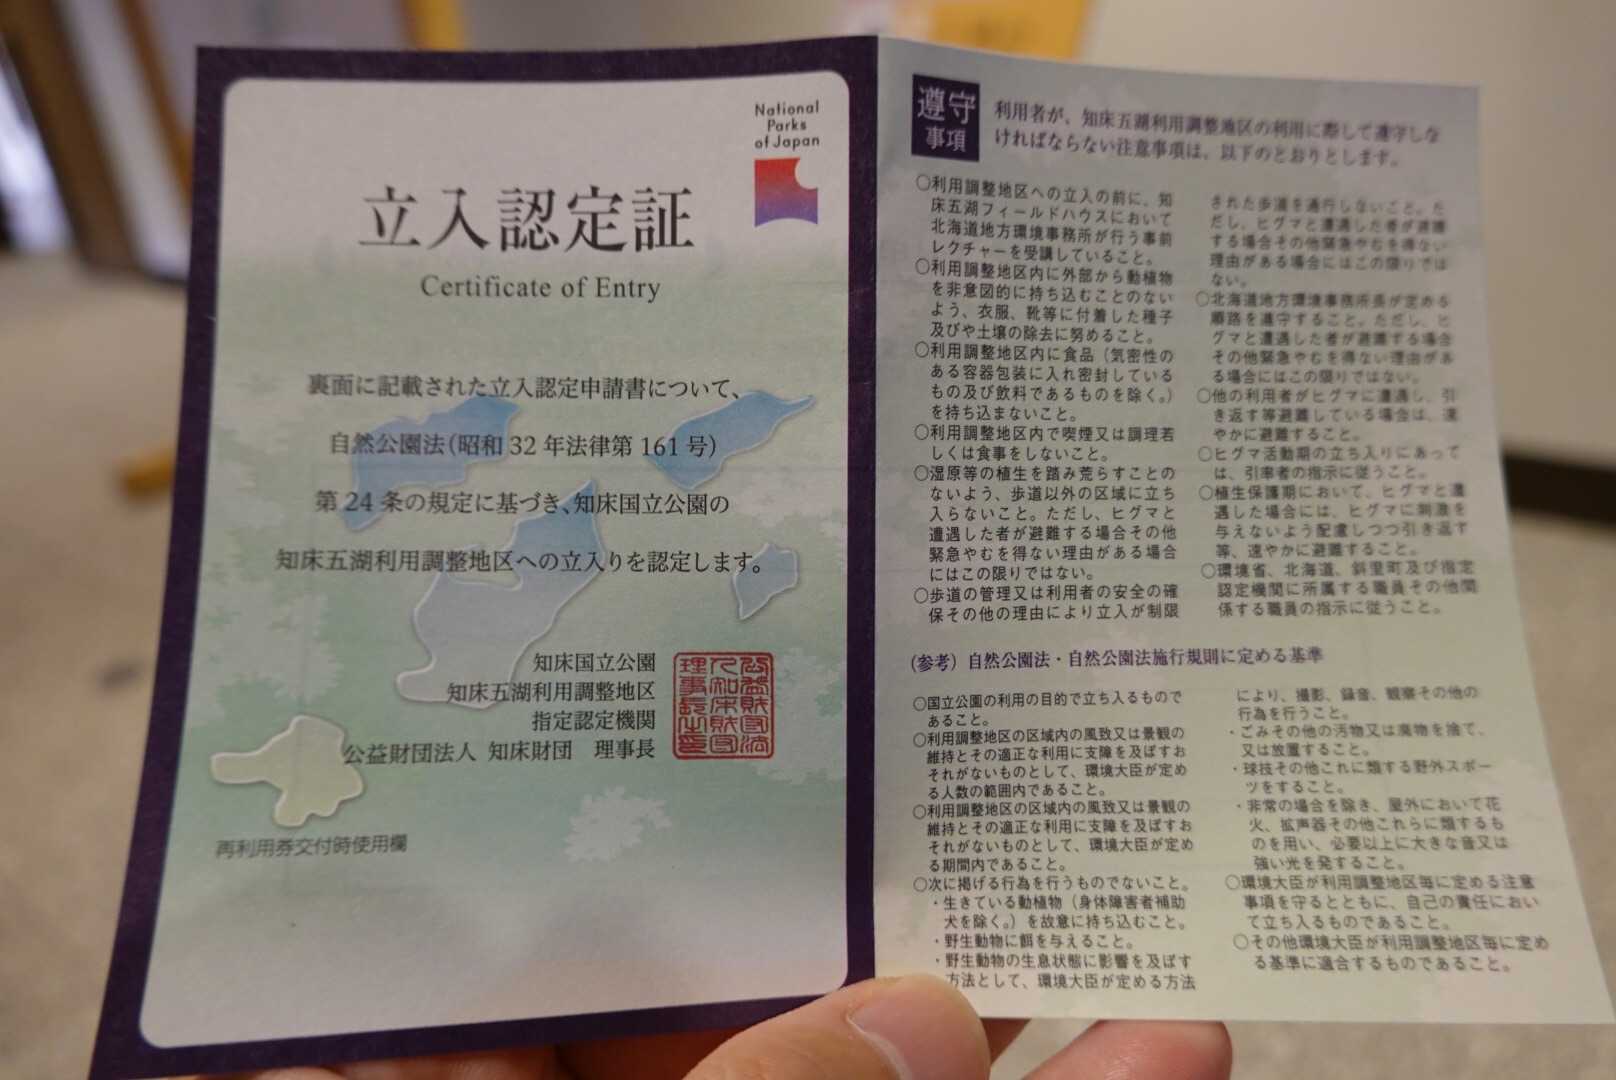 National
Parks
of Japan
立入認定証
Certificate of Entry
裏面に記載された立入認定申請書について、
自然公園法(昭和32年法律第161号)
第24条の規定に基づき、知床国立公園の
知床五湖利用調整地区への立入りを認定します。
知床国立公園
知床五湖利用調整地区
指定認定機関
公益財団法人 知床財団 理事長
再利用券交付時使用欄
遵守
事項
利用者が、知床五湖利用調整地区の利用に際して遵守しな
ければならない注意事項は、以下のとおりとします。
○利用調整地区への立入の前に、知
床五湖フィールドハウスにおいて
北海道地方環境事務所が行う事前
レクチャーを受講していること。
○利用調整地区内に外部から動植物
を非意図的に持ち込むことのない
よう、衣服、靴等に付着した種子
及びや土壌の除去に努めること。
○利用調整地区内に食品(気密性の
ある容器包装に入れ密封している
もの及び飲料であるものを除く。)
を持ち込まないこと。
○利用調整地区内で喫煙又は調理若
しくは食事をしないこと。
○湿原等の植生を踏み荒らすことの
ないよう、歩道以外の区域に立ち
入らないこと。ただし、ヒグマと
遭遇した者が避難する場合その他
緊急やむを得ない理由がある場合
にはこの限りではない。
○歩道の管理又は利用者の安全の確
保その他の理由により立入が制限
された歩道を通行しないこと。た
だし、ヒグマと遭遇した者が避難
する場合その他緊急やむを得ない
理由がある場合にはこの限りでは
ない。
○北海道地方環境事務所長が定める
順路を遵守すること。ただし、ヒ
グマと遭遇した者が避難する場合
その他緊急やむを得ない理由があ
る場合にはこの限りではない。
○他の利用者がヒグマに遭遇し、引
き返す等避難している場合は、速
やかに避難すること。
○ヒグマ活動期の立ち入りにあって
は、引率者の指示に従うこと。
○植生保護期において、ヒグマと遭
遇した場合には、ヒグマに刺激を
与えないよう配慮しつつ引き返す
等、速やかに避難すること。
○環境省、北海道、斜里町及び指定
認定機関に所属する職員その他関
係する職員の指示に従うこと。
(参考)自然公園法・自然公園法施行規則に定める基準
○国立公園の利用の目的で立ち入るもので
あること。
○利用調整地区の区域内の風致又は景観の
維持とその適正な利用に支障を及ぼすお
それがないものとして、環境大臣が定め
る人数の範囲内であること。
○利用調整地区の区域内の風致又は景観の
維持とその適正な利用に支障を及ぼすお
それがないものとして、環境大臣が定め
る期間内であること。
○次に掲げる行為を行うものでないこと。
・生きている動植物(身体障害者補助
犬を除く。)を故意に持ち込むこと。
・野生動物に餌を与えること。
・野生動物の生息状態に影響を及ぼす
方法として、環境大臣が定める方法
により、撮影、録音、観察その他の
行為を行うこと。
・ごみその他の汚物又は廃物を捨て、
又は放置すること。
・球技その他これに類する野外スポー
ツをすること。
・非常の場合を除き、屋外において花
火、拡声器その他これらに類するも
のを用い、必要以上に大きな音又は
強い光を発すること。
○環境大臣が利用調整地区毎に定める注意
事項を守るとともに、自己の責任におい
て立ち入るものであること。
○その他環境大臣が利用調整地区毎に定め
る基準に適合するものであること。